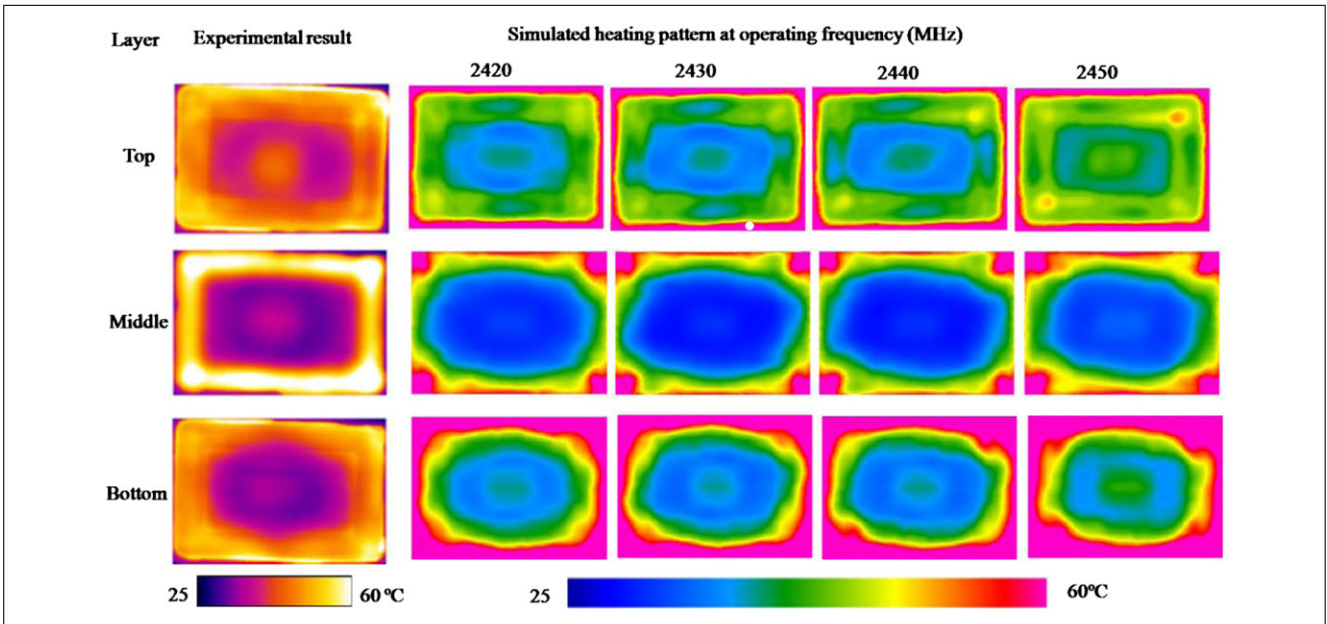 Layer Experimental result Simulated heating pattern at operating frequency (MHz)
2420 2430 2440 2450
Top
Middle
Bottom
25 60 ºC 25 60ºC